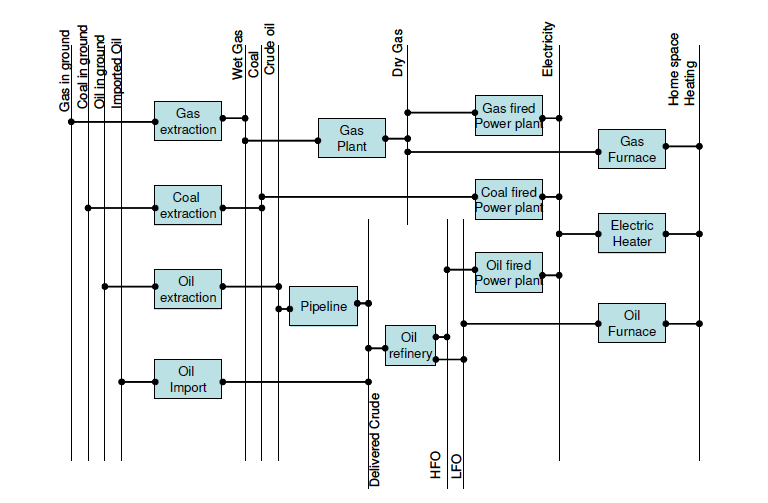 Gas in ground
Coal in ground
Oil in ground
Imported Oil
Wet Gas
Coal
Crude oil
Dry Gas
Electricity
Home space
Heating
Gas
extraction
Gas
Plant
Gas fired
Power plant
Gas
Furnace
Coal
extraction
Coal fired
Power plant
Electric
Heater
Oil
extraction
Pipeline
Oil fired
Power plant
Oil
refinery
Oil
Furnace
Oil
Import
Delivered Crude
HFO
LFO